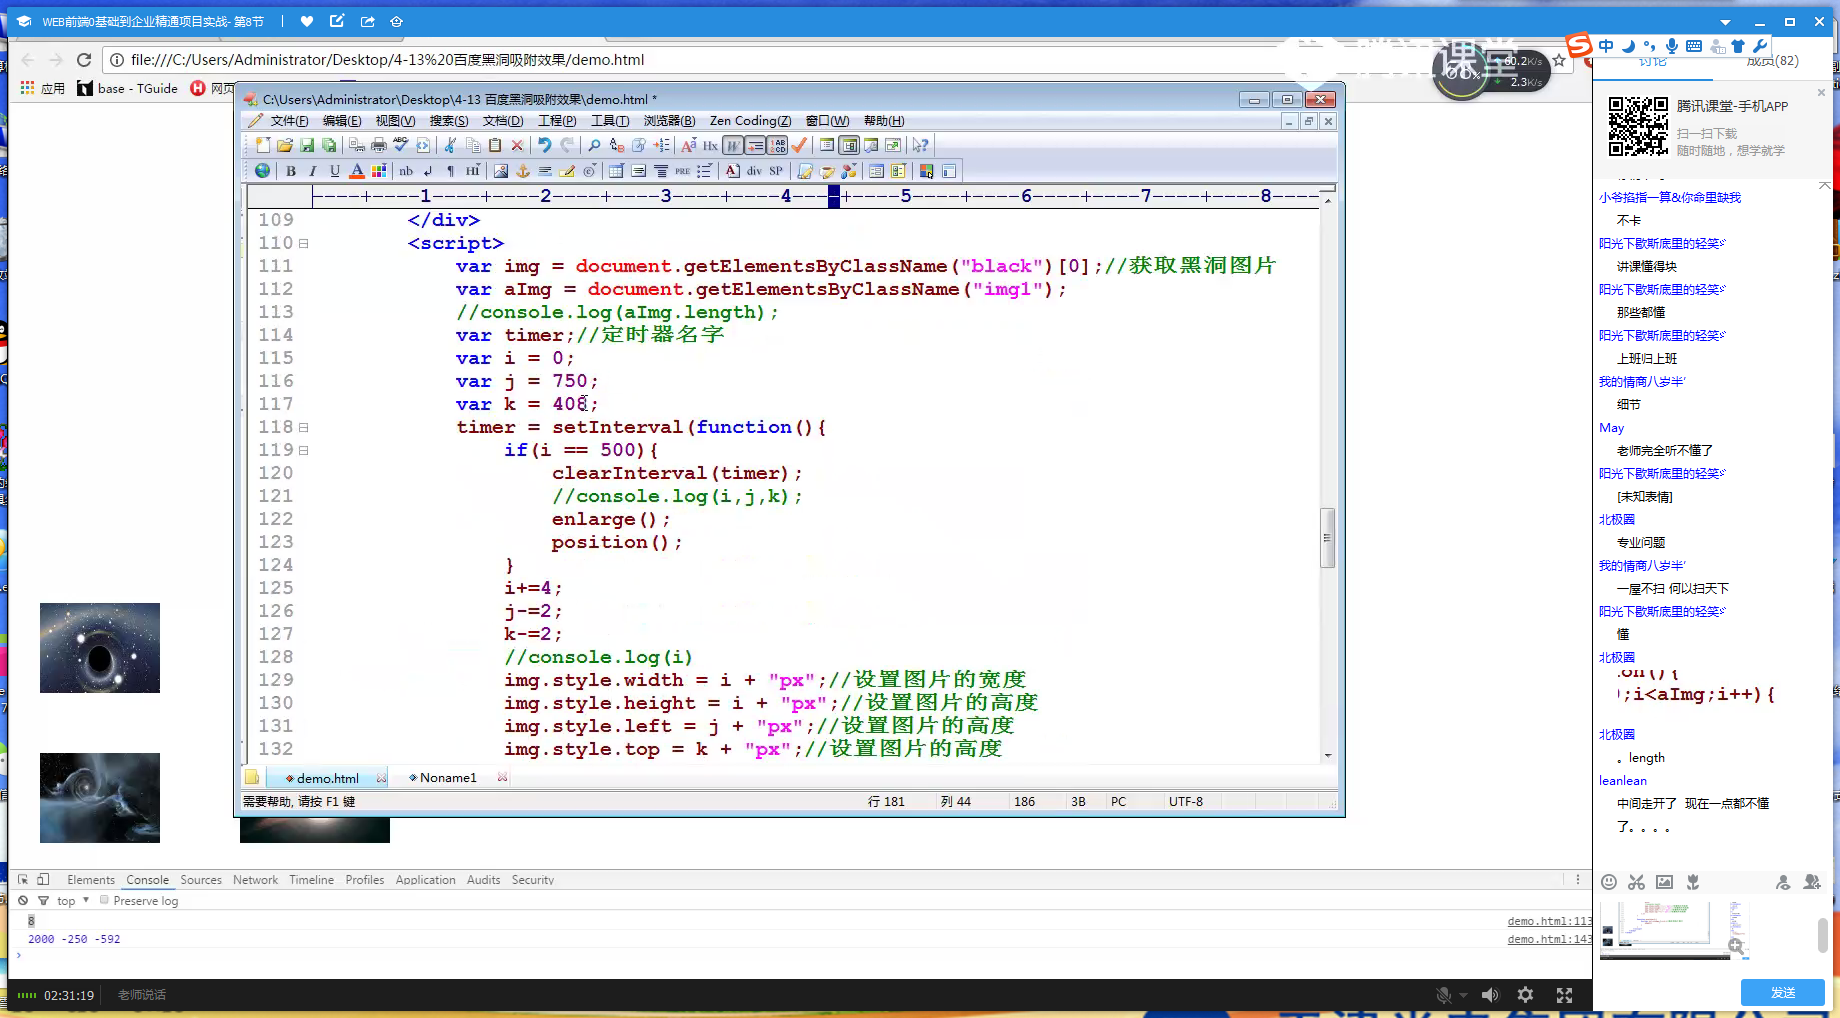 WEB前端0基础到企业精通项目实战- 第8节
file:///C:/Users/Administrator/Desktop/4-13%20百度黑洞吸附效果/demo.html
应用
base - TGuide
网页
60.2K/s
2.3K/s
中
C:\Users\Administrator\Desktop\4-13 百度黑洞吸附效果\demo.html *
文件(F) 编辑(E) 视图(V) 搜索(S) 文档(D) 工程(P) 工具(T) 浏览器(B) Zen Coding(Z) 窗口(W) 帮助(H)
----+----1----+----2----+----3----+----4----+----5----+----6----+----7----+----8----
109 </div>
110 <script>
111 var img = document.getElementsByClassName("black")[0];//获取黑洞图片
112 var aImg = document.getElementsByClassName("img1");
113 //console.log(aImg.length);
114 var timer;//定时器名字
115 var i = 0;
116 var j = 750;
117 var k = 408;
118 timer = setInterval(function(){
119 if(i == 500){
120 clearInterval(timer);
121 //console.log(i,j,k);
122 enlarge();
123 position();
124 }
125 i+=4;
126 j-=2;
127 k-=2;
128 //console.log(i)
129 img.style.width = i + "px";//设置图片的宽度
130 img.style.height = i + "px";//设置图片的高度
131 img.style.left = j + "px";//设置图片的高度
132 img.style.top = k + "px";//设置图片的高度
demo.html
Noname1
需要帮助, 请按 F1 键
行 181 列 44 186 3B PC UTF-8
Elements Console Sources Network Timeline Profiles Application Audits Security
top Preserve log
8 demo.html:113
2000 -250 -592 demo.html:143
02:31:19 老师说话
讨论 成员(82)
腾讯课堂-手机APP
扫一扫下载
随时随地，想学就学
小爷掐指一算&你命里缺我
不卡
阳光下歇斯底里的轻笑
讲课懂得块
阳光下歇斯底里的轻笑
那些都懂
阳光下歇斯底里的轻笑
上班归上班
我的情商八岁半
细节
May
老师完全听不懂了
阳光下歇斯底里的轻笑
[未知表情]
北极圈
专业问题
我的情商八岁半
一屋不扫 何以扫天下
阳光下歇斯底里的轻笑
懂
北极圈
;i<aImg;i++){
北极圈
。length
leanlean
中间走开了 现在一点都不懂
了。。。。
发送